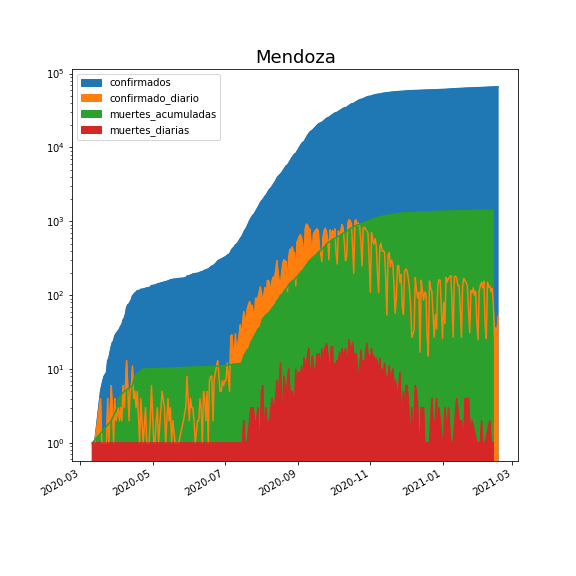 Mendoza
confirmados
confirmado_diario
muertes_acumuladas
muertes_diarias
10^5
10^4
10^3
10^2
10^1
10^0
2020-03
2020-05
2020-07
2020-09
2020-11
2021-01
2021-03